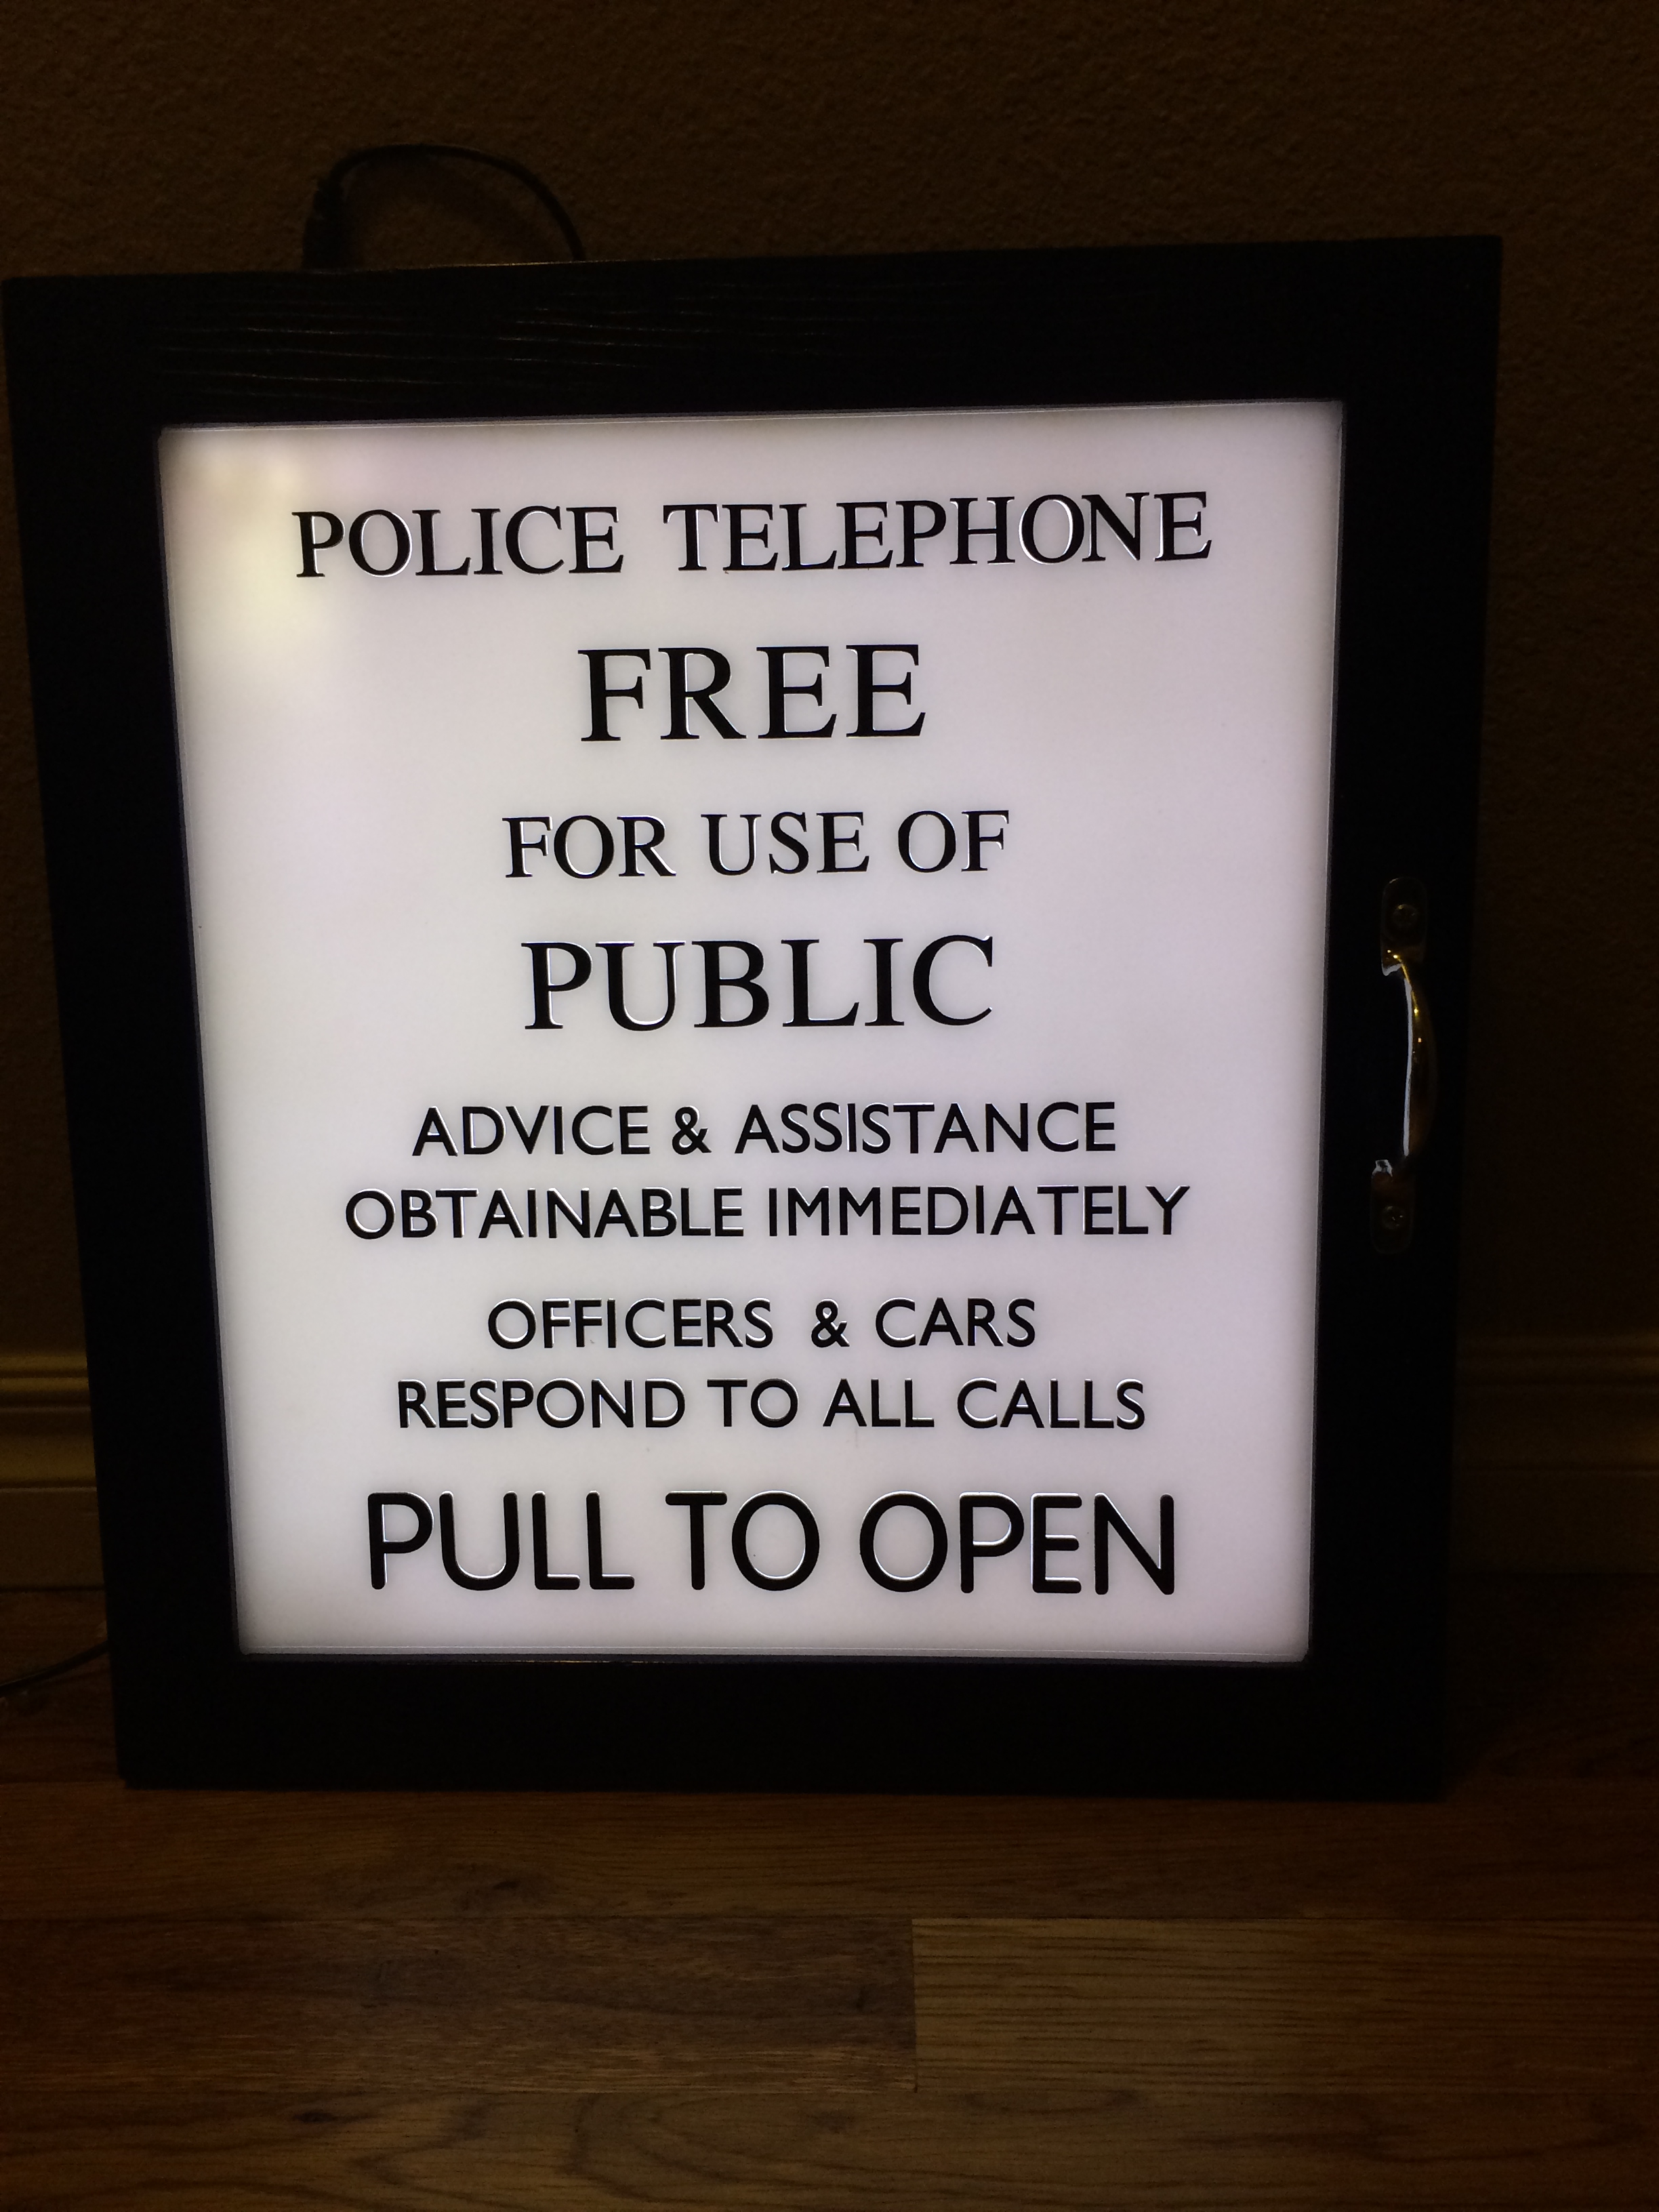 POLICE TELEPHONE
FREE
FOR USE OF
PUBLIC
ADVICE & ASSISTANCE
OBTAINABLE IMMEDIATELY
OFFICERS & CARS
RESPOND TO ALL CALLS
PULL TO OPEN